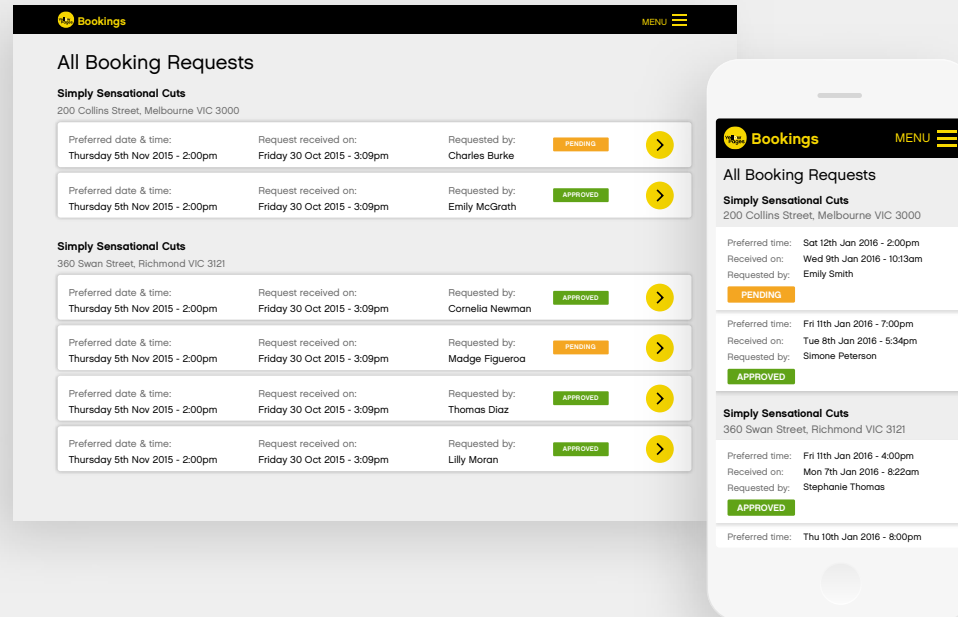 Bookings
MENU
All Booking Requests
Simply Sensational Cuts
200 Collins Street, Melbourne VIC 3000
Preferred date & time: Request received on: Requested by: PENDING
Thursday 5th Nov 2015 - 2:00pm Friday 30 Oct 2015 - 3:09pm Charles Burke
Preferred date & time: Request received on: Requested by: APPROVED
Thursday 5th Nov 2015 - 2:00pm Friday 30 Oct 2015 - 3:09pm Emily McGrath
Simply Sensational Cuts
360 Swan Street, Richmond VIC 3121
Preferred date & time: Request received on: Requested by: APPROVED
Thursday 5th Nov 2015 - 2:00pm Friday 30 Oct 2015 - 3:09pm Cornelia Newman
Preferred date & time: Request received on: Requested by: PENDING
Thursday 5th Nov 2015 - 2:00pm Friday 30 Oct 2015 - 3:09pm Madge Figueroa
Preferred date & time: Request received on: Requested by: APPROVED
Thursday 5th Nov 2015 - 2:00pm Friday 30 Oct 2015 - 3:09pm Thomas Diaz
Preferred date & time: Request received on: Requested by: APPROVED
Thursday 5th Nov 2015 - 2:00pm Friday 30 Oct 2015 - 3:09pm Lilly Moran
Bookings
MENU
All Booking Requests
Simply Sensational Cuts
200 Collins Street, Melbourne VIC 3000
Preferred time: Sat 12th Jan 2016 - 2:00pm
Received on: Wed 9th Jan 2016 - 10:13am
Requested by: Emily Smith
PENDING
Preferred time: Fri 11th Jan 2016 - 7:00pm
Received on: Tue 8th Jan 2016 - 5:34pm
Requested by: Simone Peterson
APPROVED
Simply Sensational Cuts
360 Swan Street, Richmond VIC 3121
Preferred time: Fri 11th Jan 2016 - 4:00pm
Received on: Mon 7th Jan 2016 - 8:22am
Requested by: Stephanie Thomas
APPROVED
Preferred time: Thu 10th Jan 2016 - 8:00pm